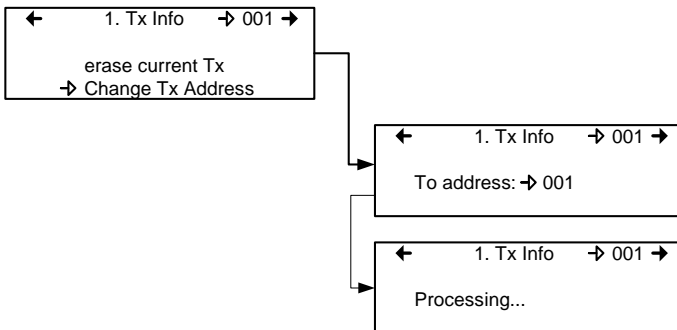 1. Tx Info 001
erase current Tx
Change Tx Address
1. Tx Info 001
To address: 001
1. Tx Info 001
Processing...